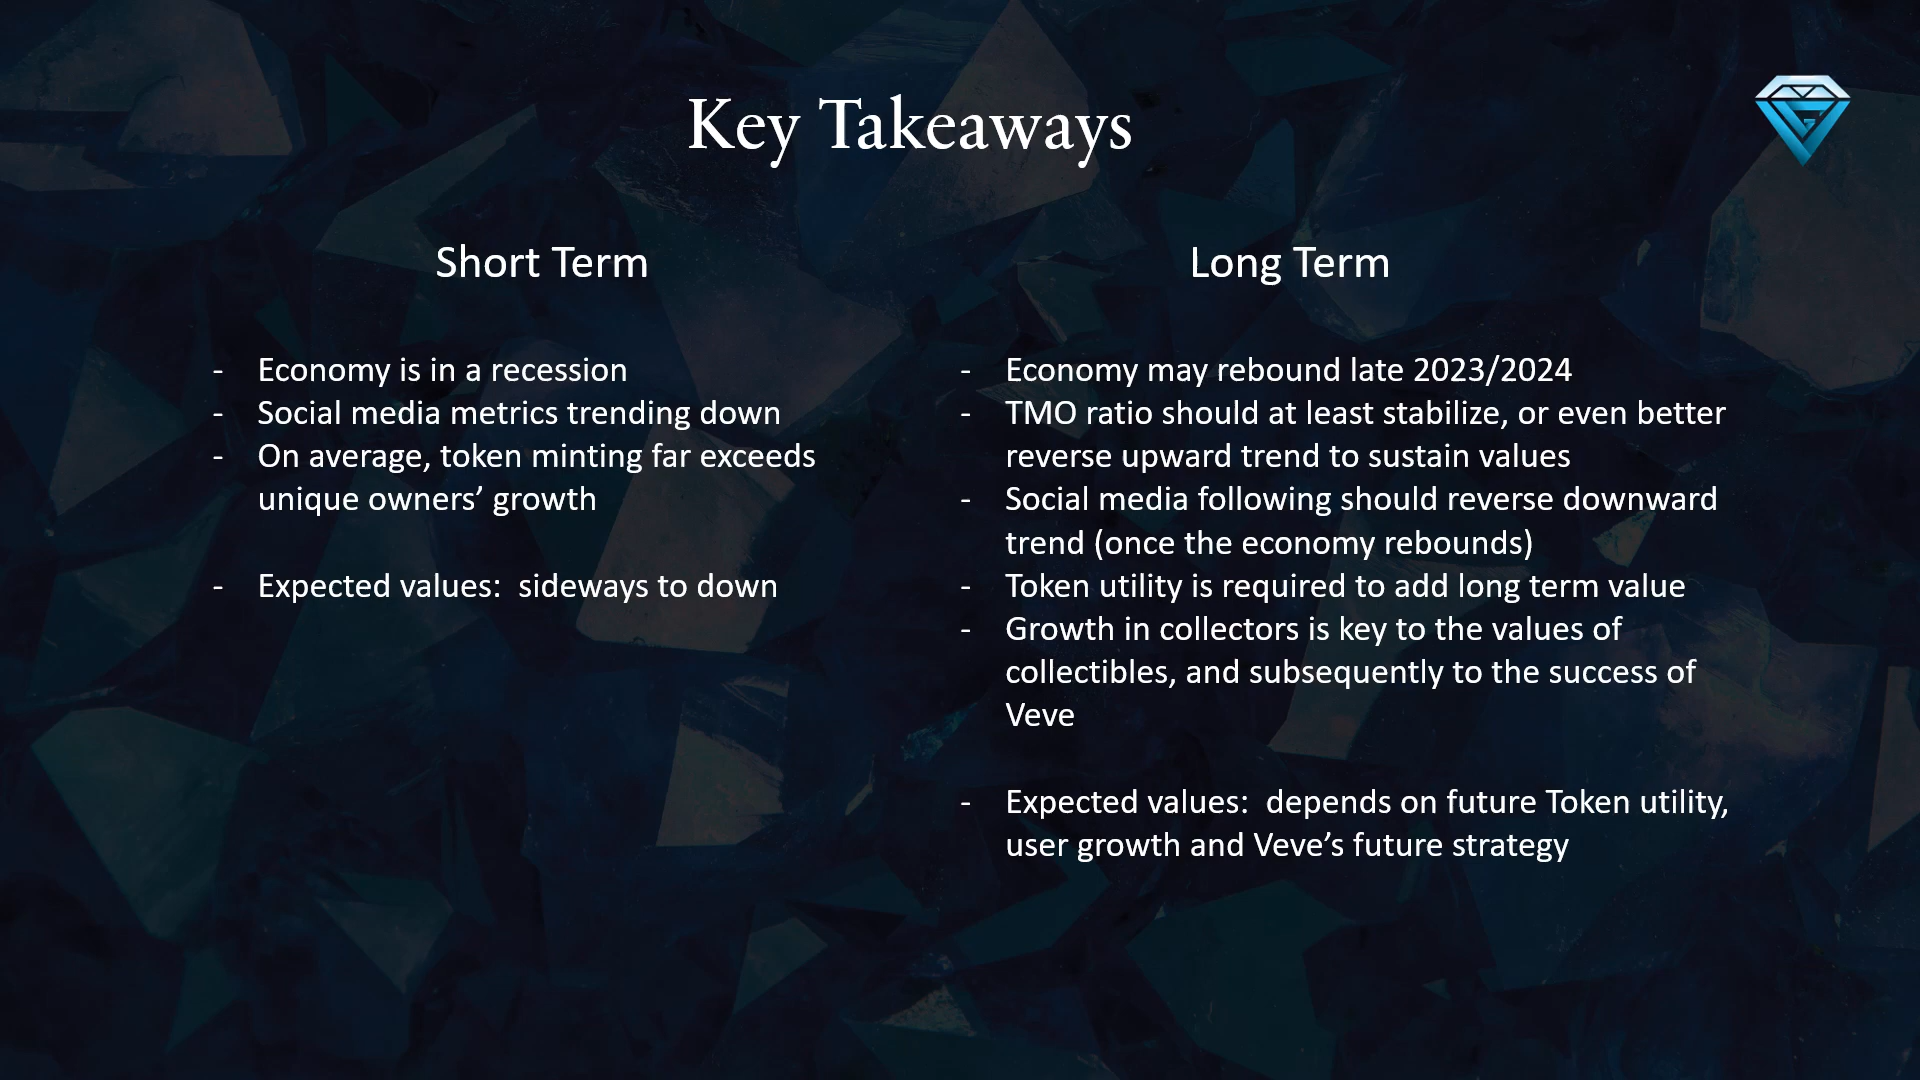 Key Takeaways
Short Term
- Economy is in a recession
- Social media metrics trending down
- On average, token minting far exceeds
unique owners’ growth
- Expected values:  sideways to down
Long Term
- Economy may rebound late 2023/2024
- TMO ratio should at least stabilize, or even better
reverse upward trend to sustain values
- Social media following should reverse downward
trend (once the economy rebounds)
- Token utility is required to add long term value
- Growth in collectors is key to the values of
collectibles, and subsequently to the success of
Veve
- Expected values:  depends on future Token utility,
user growth and Veve’s future strategy